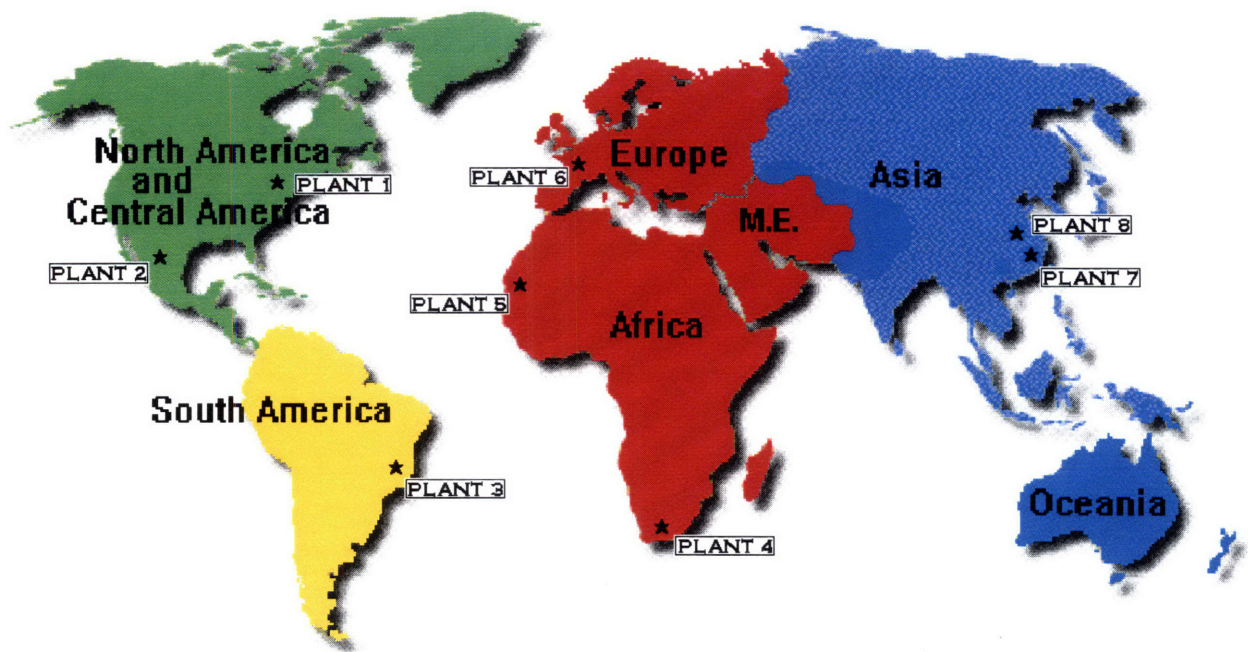 North America
and
Central America
PLANT 1
PLANT 2
South America
PLANT 3
Europe
PLANT 6
M.E.
PLANT 5
Africa
PLANT 4
Asia
PLANT 8
PLANT 7
Oceania